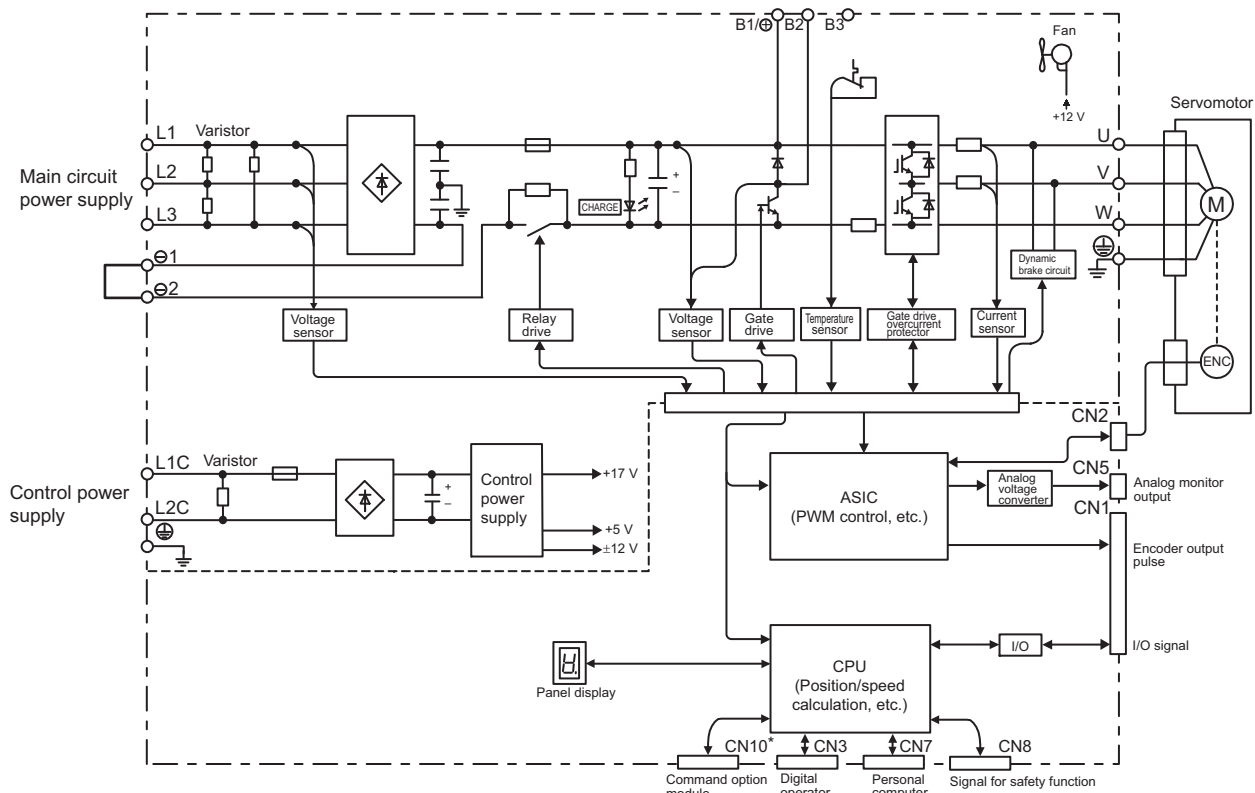 B1/⊕ B2 B3
Fan
+12 V
Servomotor
Main circuit
power supply
L1
Varistor
L2
L3
⊖1
⊖2
CHARGE
+
–
U
V
W
M
Dynamic
brake circuit
Voltage
sensor
Relay
drive
Voltage
sensor
Gate
drive
Temperature
sensor
Gate drive
overcurrent
protector
Current
sensor
ENC
CN2
Control power
supply
L1C
Varistor
L2C
+
–
Control
power
supply
+17 V
+5 V
±12 V
ASIC
(PWM control, etc.)
Analog
voltage
converter
CN5
Analog monitor
output
CN1
Encoder output
pulse
I/O
I/O signal
Panel display
CPU
(Position/speed
calculation, etc.)
CN10*
CN3
CN7
CN8
Command option
module
Digital
operator
Personal
computer
Signal for safety function